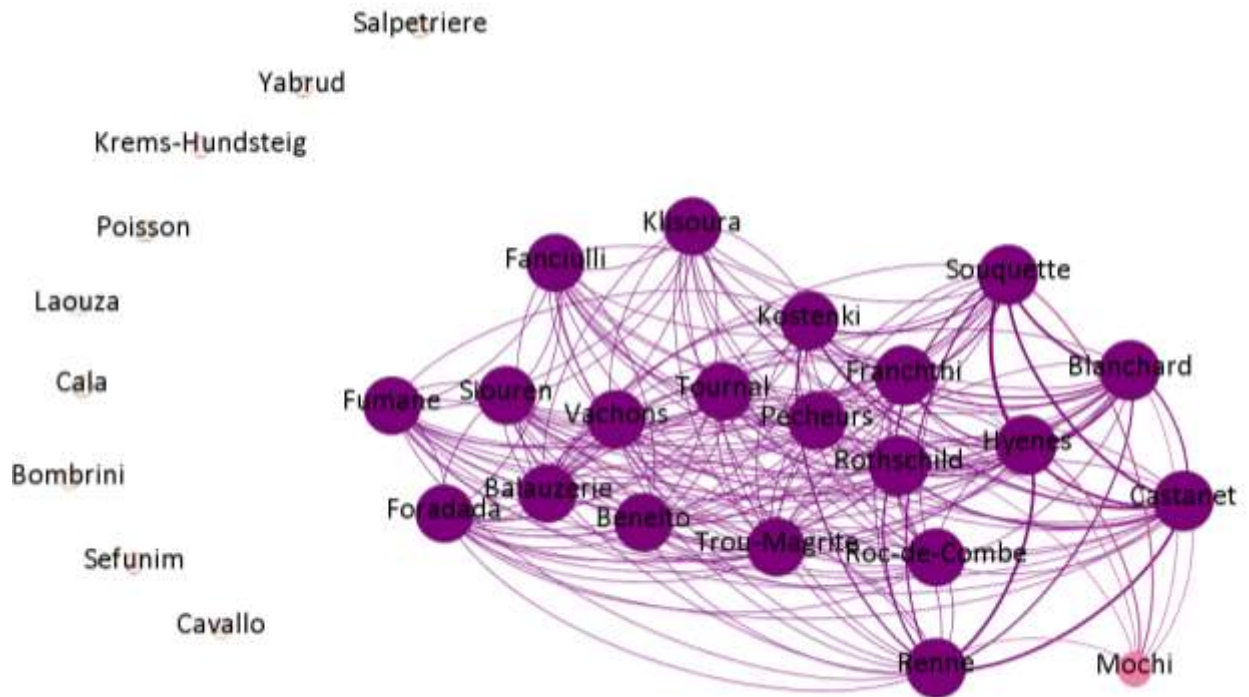 Salpetriere
Yabrud
Krems-Hundsteig
Poisson
Klisoura
Fanciulli
Souquette
Laouza
Kostenki
Cala
Fumane
Siouren
Vachons
Tournal
Pecheurs
Franchthi
Blanchard
Hyenes
Rothschild
Bombrini
Balauzerie
Foradada
Beneito
Castanet
Trou-Magrite
Roc-de-Combe
Sefunim
Cavallo
Renne
Mochi